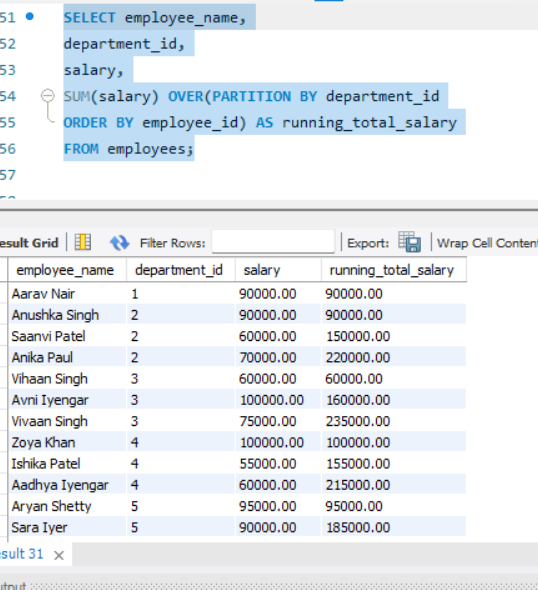 51 SELECT employee_name,
52 department_id,
53 salary,
54 SUM(salary) OVER(PARTITION BY department_id
55 ORDER BY employee_id) AS running_total_salary
56 FROM employees;
57
esult Grid Filter Rows: Export: Wrap Cell Content
employee_name department_id salary running_total_salary
Aarav Nair 1 90000.00 90000.00
Anushka Singh 2 90000.00 90000.00
Saanvi Patel 2 60000.00 150000.00
Anika Paul 2 70000.00 220000.00
Vihaan Singh 3 60000.00 60000.00
Avni Iyengar 3 100000.00 160000.00
Vivaan Singh 3 75000.00 235000.00
Zoya Khan 4 100000.00 100000.00
Ishika Patel 4 55000.00 155000.00
Aadhya Iyengar 4 60000.00 215000.00
Aryan Shetty 5 95000.00 95000.00
Sara Iyer 5 90000.00 185000.00
esult 31
utput